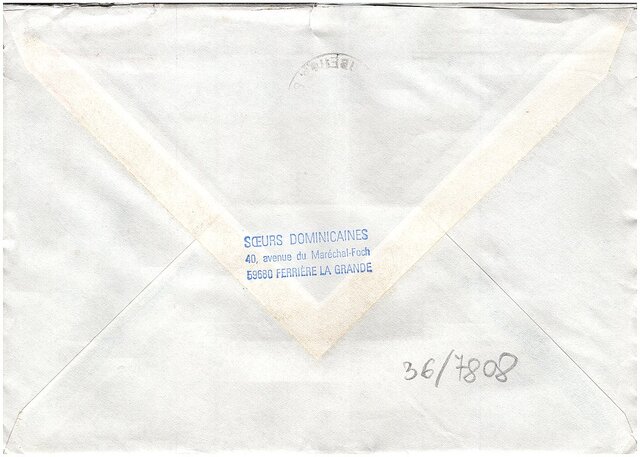 SŒURS DOMINICAINES
40, avenue du Maréchal-Foch
59680 FERRIÈRE LA GRANDE
36/7808